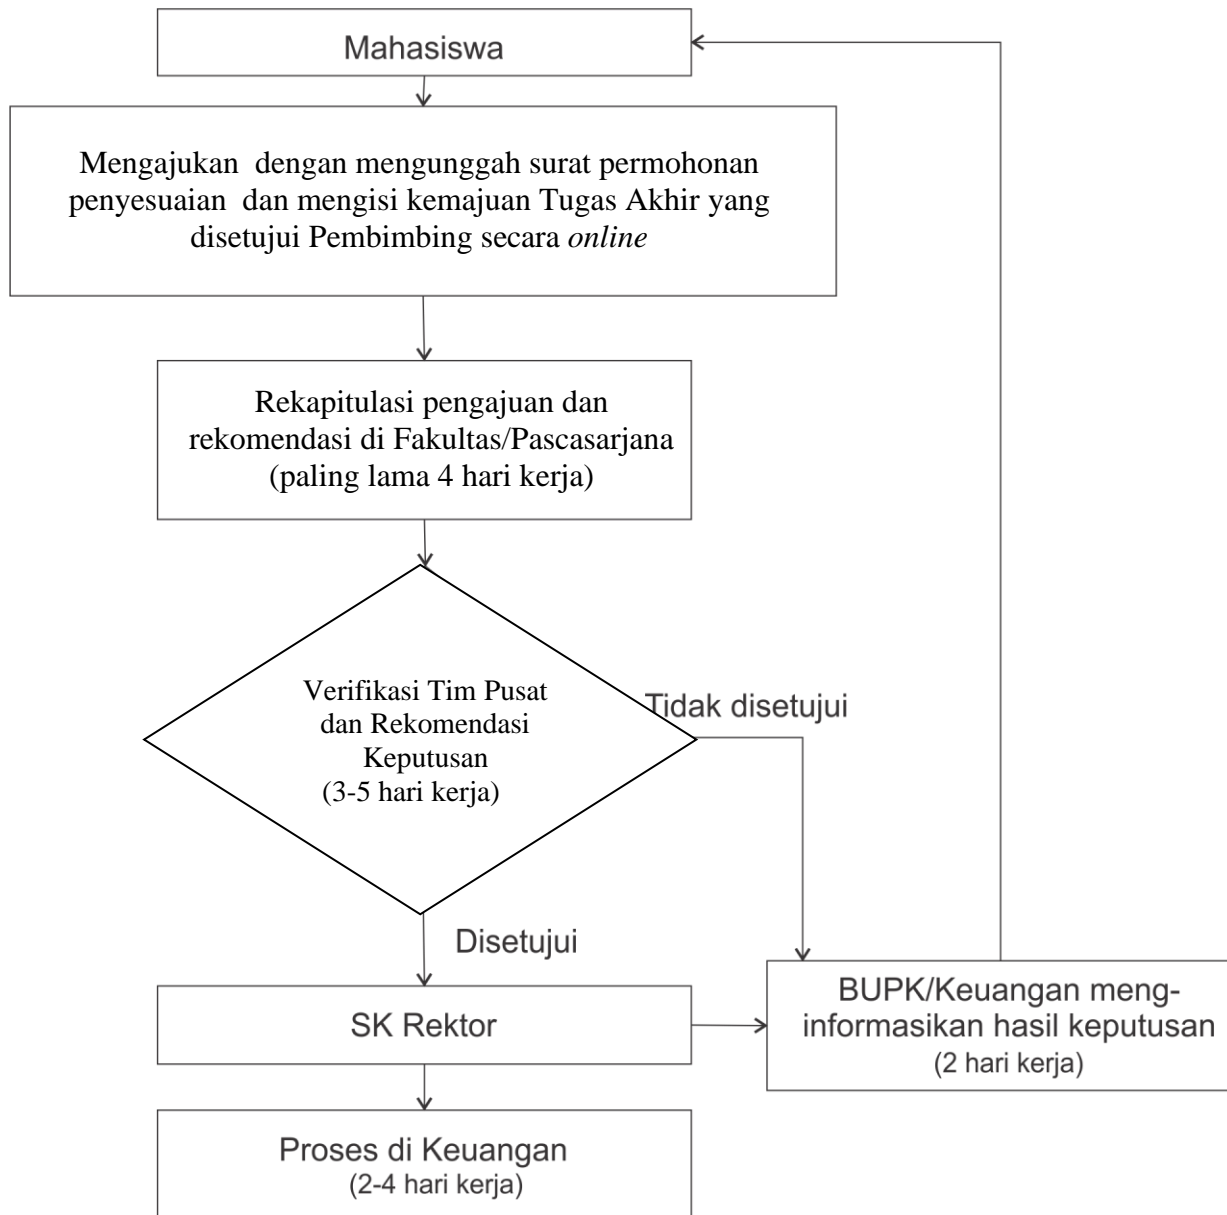 Mahasiswa
Mengajukan dengan mengunggah surat permohonan
penyesuaian dan mengisi kemajuan Tugas Akhir yang
disetujui Pembimbing secara online
Rekapitulasi pengajuan dan
rekomendasi di Fakultas/Pascasarjana
(paling lama 4 hari kerja)
Verifikasi Tim Pusat
dan Rekomendasi
Keputusan
(3-5 hari kerja)
Tidak disetujui
Disetujui
SK Rektor
BUPK/Keuangan meng-
informasikan hasil keputusan
(2 hari kerja)
Proses di Keuangan
(2-4 hari kerja)